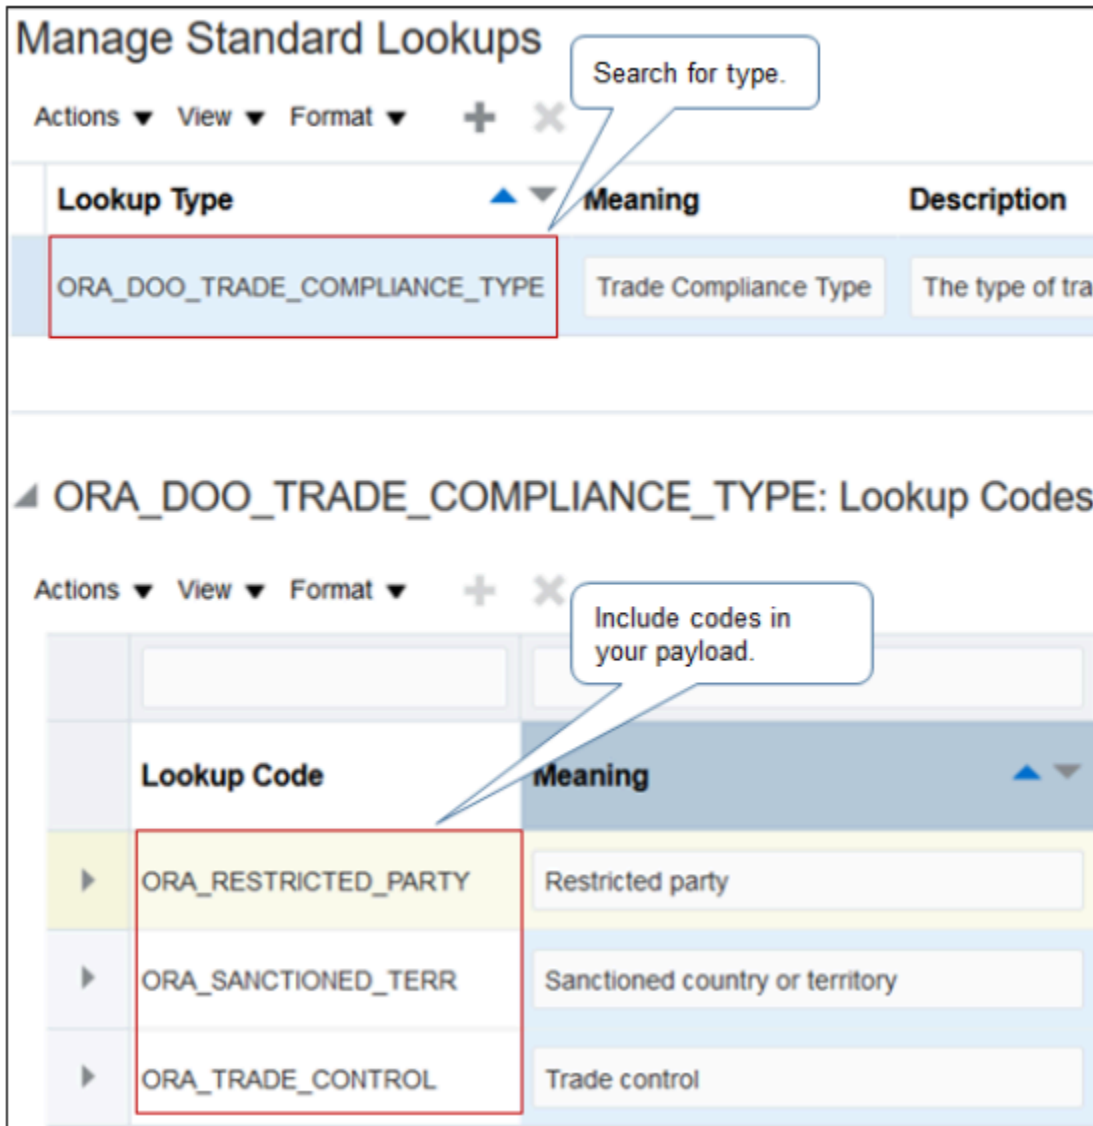 Manage Standard Lookups
Search for type.
Actions View Format
Lookup Type Meaning Description
ORA_DOO_TRADE_COMPLIANCE_TYPE Trade Compliance Type The type of tra
ORA_DOO_TRADE_COMPLIANCE_TYPE: Lookup Codes
Actions View Format
Include codes in
your payload.
Lookup Code Meaning
ORA_RESTRICTED_PARTY Restricted party
ORA_SANCTIONED_TERR Sanctioned country or territory
ORA_TRADE_CONTROL Trade control